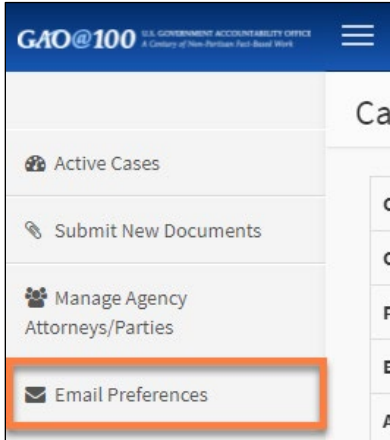 GAO@100 U.S. GOVERNMENT ACCOUNTABILITY OFFICE
A Century of Non-Partisan Fact-Based Work
Ca
Active Cases
Submit New Documents
Manage Agency
Attorneys/Parties
Email Preferences